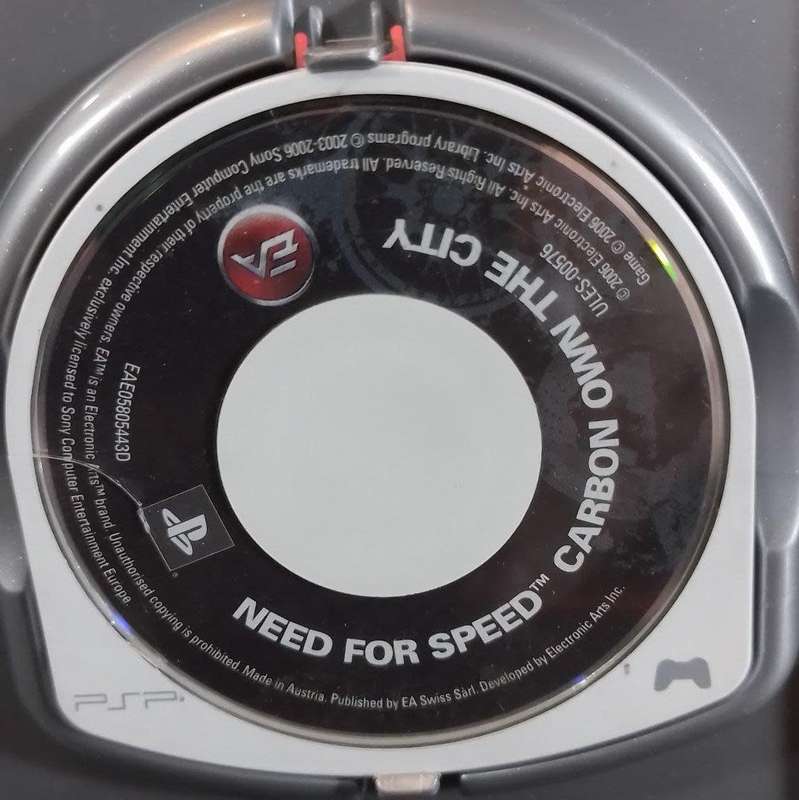 NEED FOR SPEED™ CARBON OWN THE CITY
EA
ULES-00576
© 2006 Electronic Arts Inc. All Rights Reserved. All trademarks are the property of their respective owners. EA™ is an Electronic Arts™ brand. Unauthorised copying is prohibited. Made in Austria. Published by EA Swiss Sàrl. Developed by Electronic Arts Inc.
Game © 2006 Electronic Arts Inc. Library programs © 2003-2006 Sony Computer Entertainment Inc. exclusively licensed to Sony Computer Entertainment Europe.
EAE05805443D
PSP